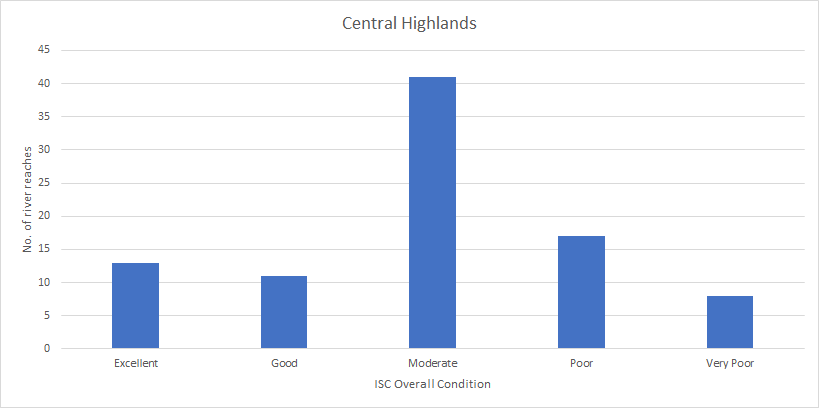 Central Highlands
45
40
35
30
25
20
15
10
5
0
No. of river reaches
Excellent Good Moderate Poor Very Poor
ISC Overall Condition